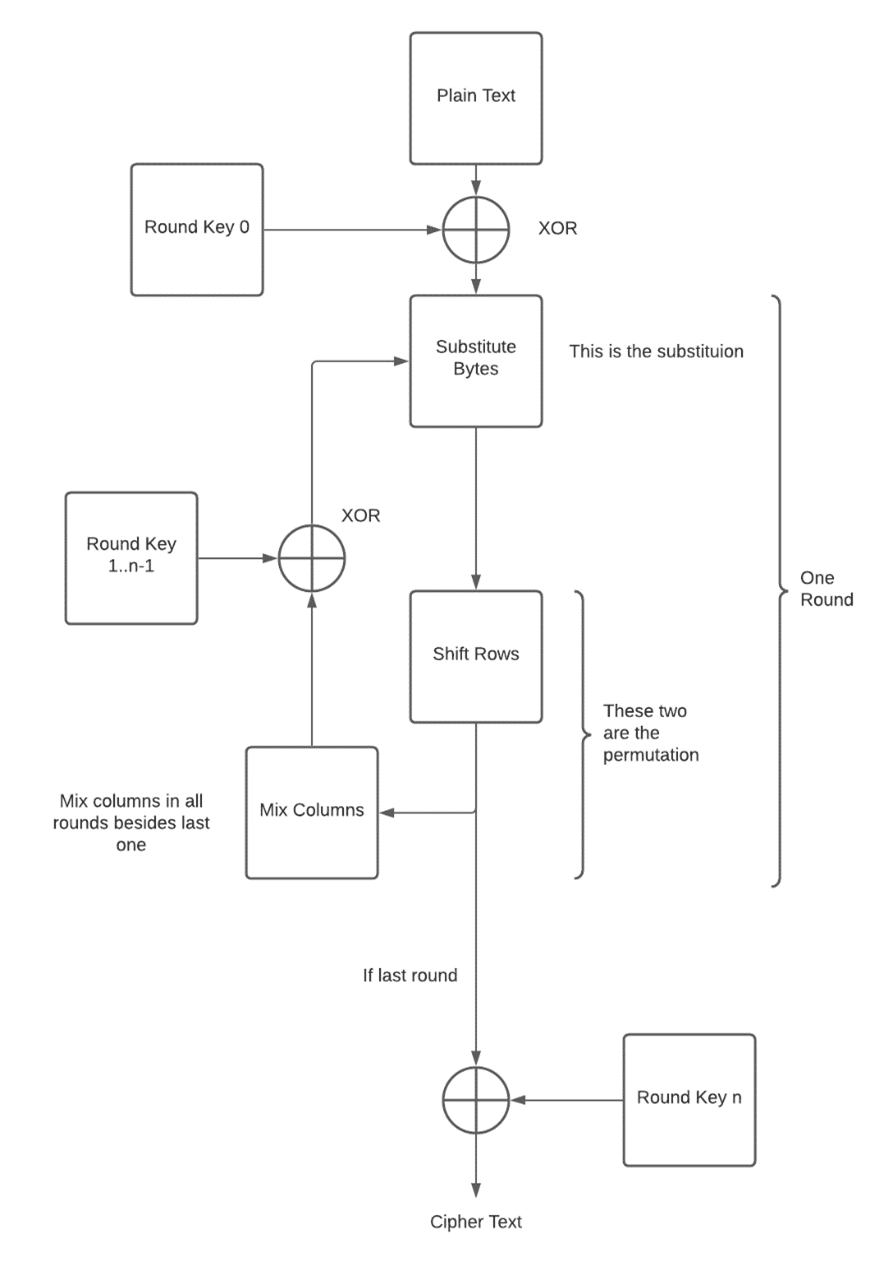 Plain Text
Round Key 0
XOR
Substitute
Bytes
This is the substituion
XOR
Round Key
1..n-1
One
Round
Shift Rows
These two
are the
permutation
Mix columns in all
rounds besides last
one
Mix Columns
If last round
Round Key n
Cipher Text